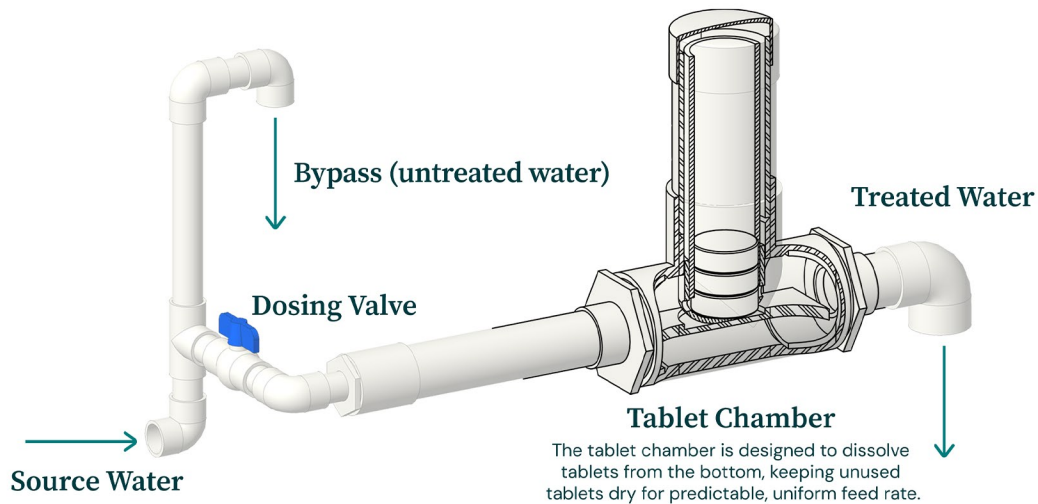 Bypass (untreated water)
Treated Water
Dosing Valve
Tablet Chamber
The tablet chamber is designed to dissolve
tablets from the bottom, keeping unused
tablets dry for predictable, uniform feed rate.
Source Water